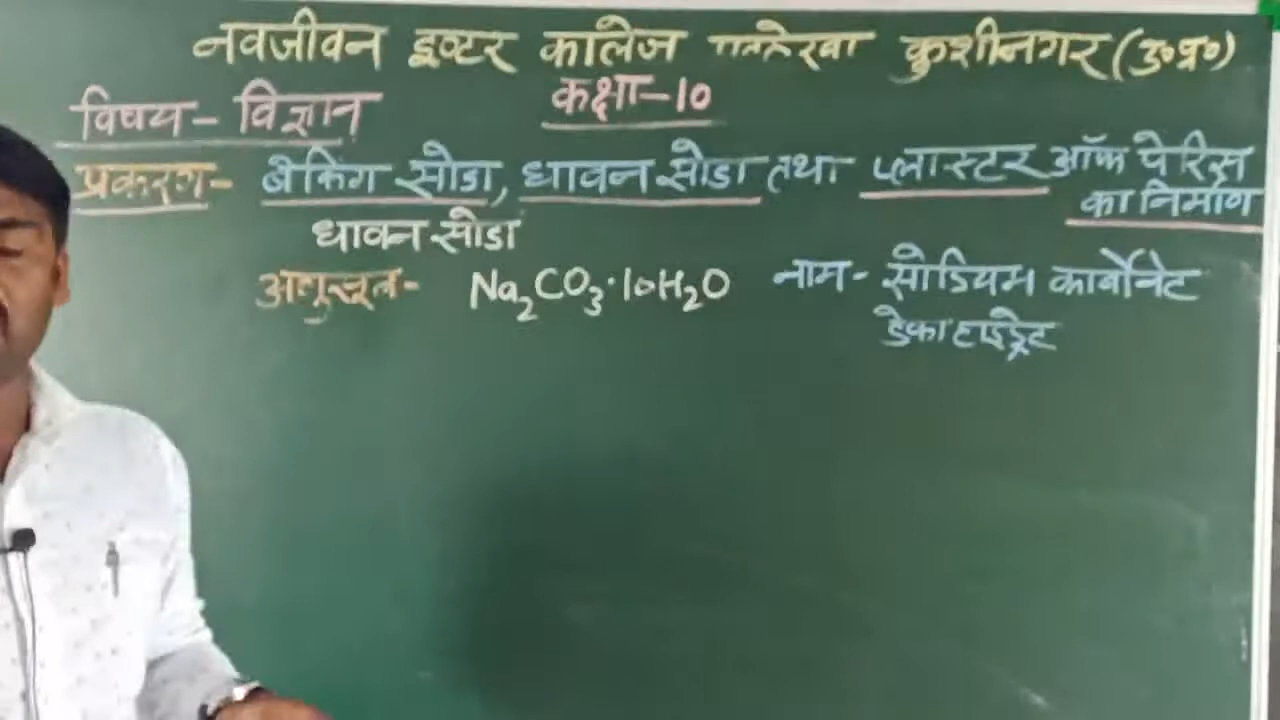 नवजीवन इण्टर कालेज कुशीनगर (उ०प्र०)
कक्षा-10
विषय - विज्ञान
प्रकरण- बेकिंग सोडा, धावन सोडा तथा प्लास्टर ऑफ पेरिस
का निर्माण
धावन सोडा
अणुसूत्र- Na₂CO₃·10H₂O नाम- सोडियम कार्बोनेट
डेकाहाइड्रेट